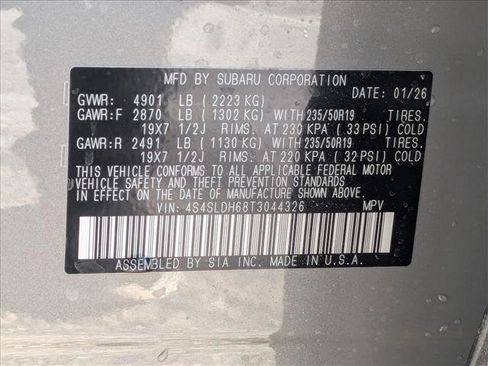 MFD BY SUBARU CORPORATION
GVWR: 4901 LB ( 2223 KG) DATE: 01/26
GAWR:F 2870 LB ( 1302 KG) WITH 235/50R19 TIRES,
19X7 1/2J RIMS, AT 230 KPA ( 33 PSI) COLD
GAWR:R 2491 LB ( 1130 KG) WITH 235/50R19 TIRES,
19X7 1/2J RIMS, AT 220 KPA ( 32 PSI) COLD
THIS VEHICLE CONFORMS TO ALL APPLICABLE FEDERAL MOTOR
VEHICLE SAFETY AND THEFT PREVENTION STANDARDS
IN EFFECT ON THE DATE OF MANUFACTURE SHOWN ABOVE.
VIN: 4S4SLDH68T3044326 MPV
ASSEMBLED BY SIA INC. IN U.S.A.